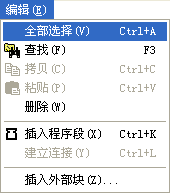 编辑(E)
全部选择(V) Ctrl+A
查找(F) F3
拷贝(C) Ctrl+C
粘贴(P) Ctrl+V
删除(W)
插入程序段(X) Ctrl+K
建立连接(Y) Ctrl+L
插入外部块(Z)...